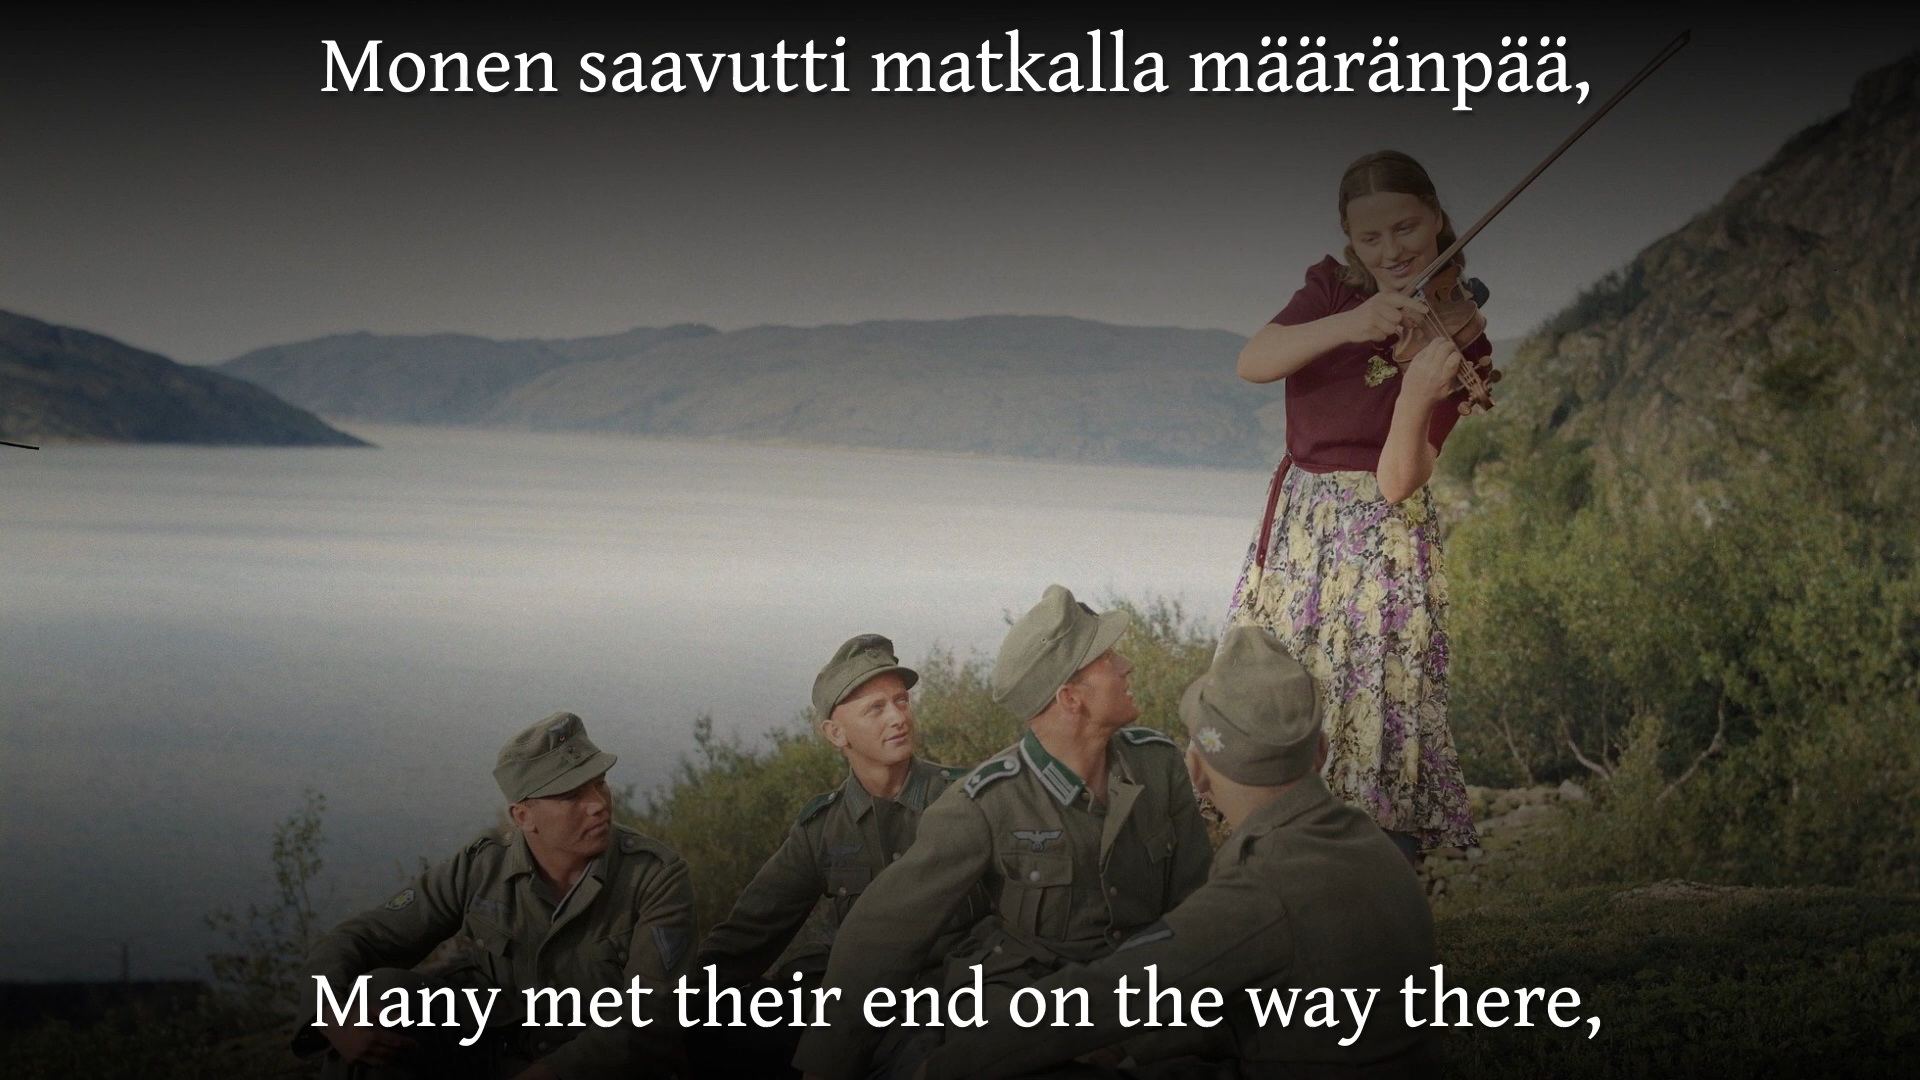 Monen saavutti matkalla määränpää,
Many met their end on the way there,